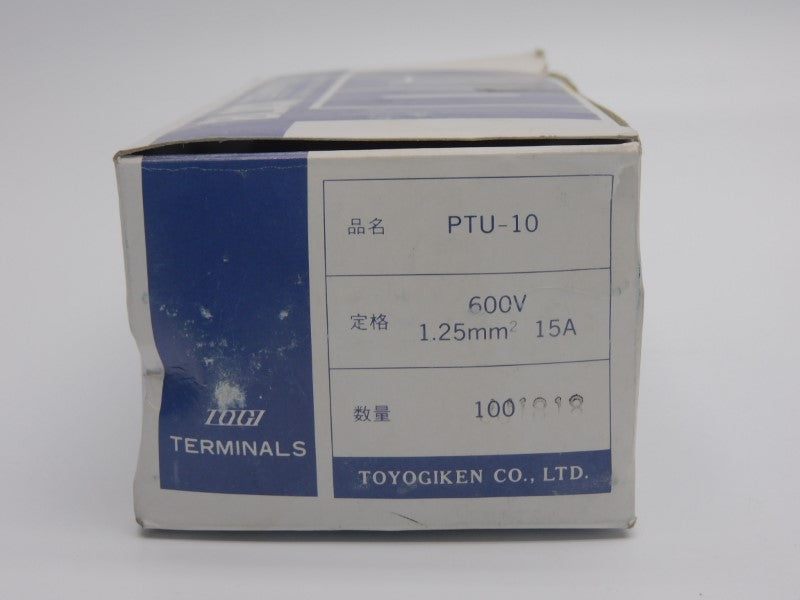 品名 PTU-10
定格 600V
1.25mm² 15A
数量 100
TOGI
TERMINALS
TOYOGIKEN CO., LTD.